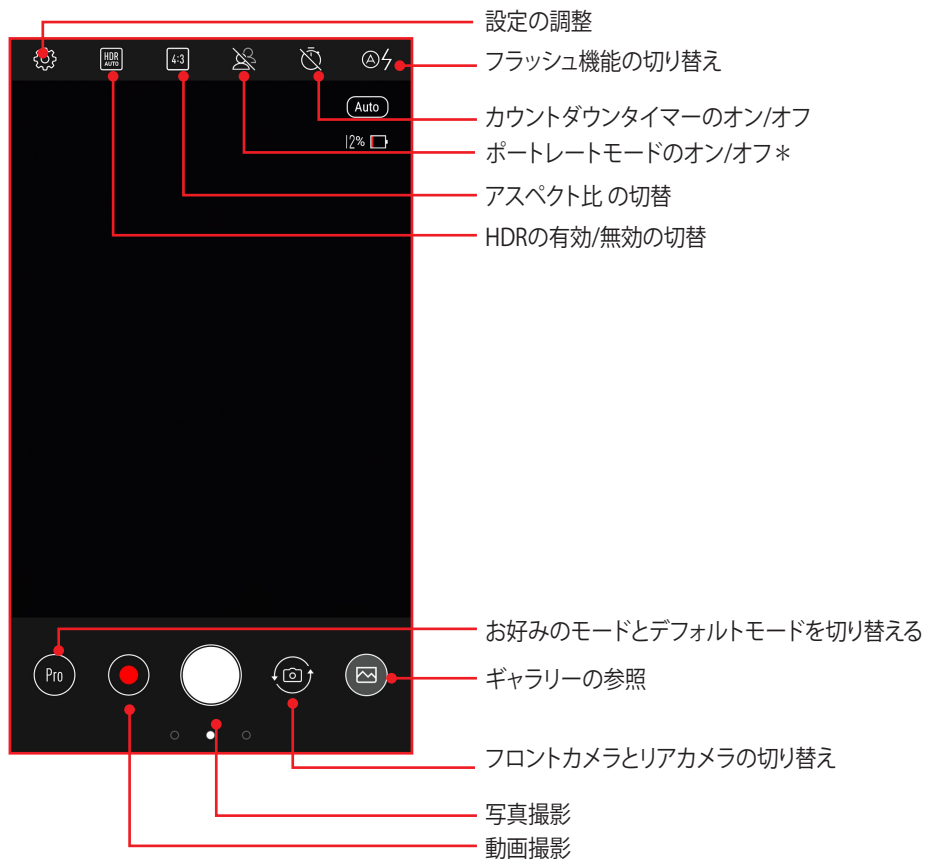 設定の調整
フラッシュ機能の切り替え
カウントダウンタイマーのオン/オフ
ポートレートモードのオン/オフ＊
アスペクト比 の切替
HDRの有効/無効の切替
HDR
AUTO
4:3
A
Auto
12%
お好みのモードとデフォルトモードを切り替える
Pro
ギャラリーの参照
フロントカメラとリアカメラの切り替え
写真撮影
動画撮影